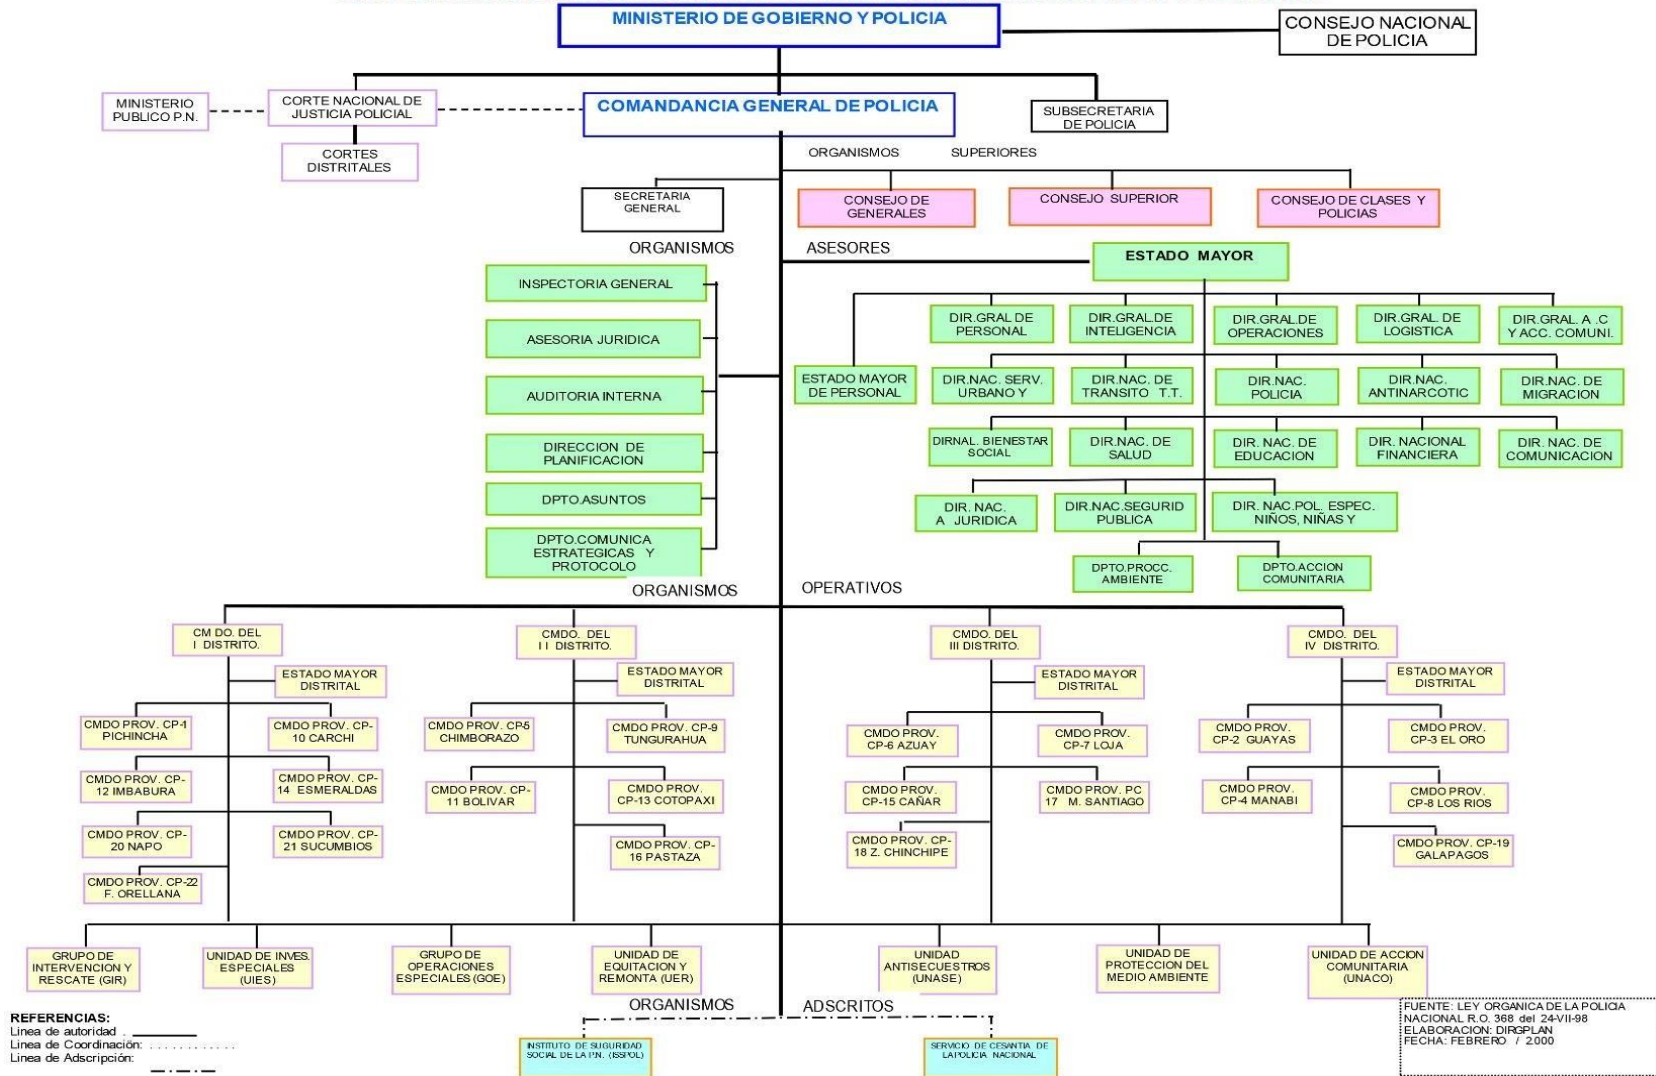 MINISTERIO DE GOBIERNO Y POLICIA
CONSEJO NACIONAL
DE POLICIA
MINISTERIO
PUBLICO P.N.
CORTE NACIONAL DE
JUSTICIA POLICIAL
COMANDANCIA GENERAL DE POLICIA
SUBSECRETARIA
DE POLICIA
CORTES
DISTRITALES
ORGANISMOS SUPERIORES
SECRETARIA
GENERAL
CONSEJO DE
GENERALES
CONSEJO SUPERIOR
CONSEJO DE CLASES Y
POLICIAS
ORGANISMOS ASESORES
ESTADO MAYOR
INSPECTORIA GENERAL
ASESORIA JURIDICA
AUDITORIA INTERNA
DIRECCION DE
PLANIFICACION
DPTO.ASUNTOS
DPTO.COMUNICA
ESTRATEGICAS Y
PROTOCOLO
DIR.GRAL DE
PERSONAL
DIR.GRAL.DE
INTELIGENCIA
DIR.GRAL.DE
OPERACIONES
DIR.GRAL. DE
LOGISTICA
DIR.GRAL. A .C
Y ACC. COMUNI.
ESTADO MAYOR
DE PERSONAL
DIR.NAC. SERV.
URBANO Y
DIR.NAC. DE
TRANSITO T.T.
DIR.NAC.
POLICIA
DIR.NAC.
ANTINARCOTIC
DIR.NAC. DE
MIGRACION
DIRNAL. BIENESTAR
SOCIAL
DIR.NAC. DE
SALUD
DIR. NAC. DE
EDUCACION
DIR. NACIONAL
FINANCIERA
DIR. NAC. DE
COMUNICACION
DIR. NAC.
A JURIDICA
DIR.NAC.SEGURID
PUBLICA
DIR. NAC.POL. ESPEC.
NIÑOS, NIÑAS Y
DPTO.PROCC.
AMBIENTE
DPTO.ACCION
COMUNITARIA
ORGANISMOS OPERATIVOS
CM DO. DEL
I DISTRITO.
ESTADO MAYOR
DISTRITAL
CMDO PROV. CP-1
PICHINCHA
CMDO PROV. CP-
10 CARCHI
CMDO PROV. CP-
12 IMBABURA
CMDO PROV. CP-
14 ESMERALDAS
CMDO PROV. CP-
20 NAPO
CMDO PROV. CP-
21 SUCUMBIOS
CMDO PROV. CP-22
F. ORELLANA
CMDO. DEL
I I DISTRITO.
ESTADO MAYOR
DISTRITAL
CMDO PROV. CP-5
CHIMBORAZO
CMDO PROV. CP-9
TUNGURAHUA
CMDO PROV. CP-
11 BOLIVAR
CMDO PROV.
CP-13 COTOPAXI
CMDO PROV. CP-
16 PASTAZA
CMDO. DEL
III DISTRITO.
ESTADO MAYOR
DISTRITAL
CMDO PROV.
CP-6 AZUAY
CMDO PROV.
CP-7 LOJA
CMDO PROV.
CP-15 CAÑAR
CMDO PROV. PC
17 M. SANTIAGO
CMDO PROV. CP-
18 Z. CHINCHIPE
CMDO. DEL
IV DISTRITO.
ESTADO MAYOR
DISTRITAL
CMDO PROV.
CP-2 GUAYAS
CMDO PROV.
CP-3 EL ORO
CMDO PROV.
CP-4 MANABI
CMDO PROV.
CP-8 LOS RIOS
CMDO PROV. CP-19
GALAPAGOS
GRUPO DE
INTERVENCION Y
RESCATE (GIR)
UNIDAD DE INVES.
ESPECIALES
(UIES)
GRUPO DE
OPERACIONES
ESPECIALES (GOE)
UNIDAD DE
EQUITACION Y
REMONTA (UER)
UNIDAD
ANTISECUESTROS
(UNASE)
UNIDAD DE
PROTECCION DEL
MEDIO AMBIENTE
UNIDAD DE ACCION
COMUNITARIA
(UNACO)
ORGANISMOS ADSCRITOS
INSTITUTO DE SUGURIDAD
SOCIAL DE LA P.N. (ISSPOL)
SERVICIO DE CESANTIA DE
LA POLICIA NACIONAL
REFERENCIAS:
Linea de autoridad .
Linea de Coordinación:
Linea de Adscripción:
FUENTE: LEY ORGANICA DE LA POLICIA
NACIONAL R.O. 368 del 24-VII-98
ELABORACION: DIRGPLAN
FECHA: FEBRERO / 2.000